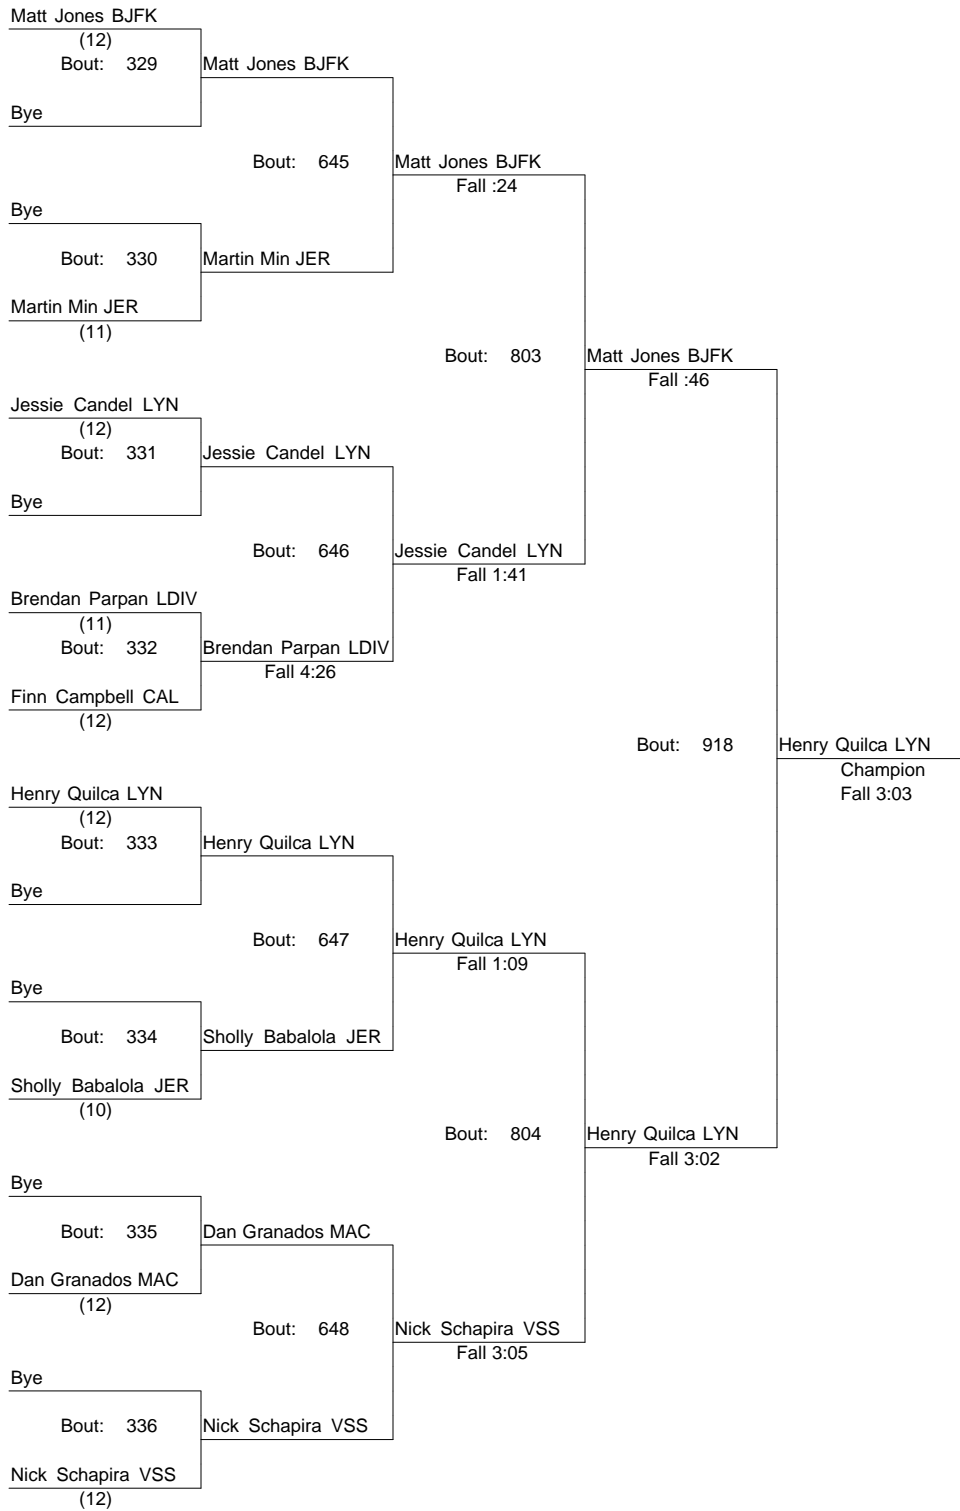 Matt Jones BJFK
(12)
Bout: 329
Matt Jones BJFK
Bye
Bout: 645
Matt Jones BJFK
Fall :24
Bye
Bout: 330
Martin Min JER
Martin Min JER
(11)
Bout: 803
Matt Jones BJFK
Fall :46
Jessie Candel LYN
(12)
Bout: 331
Jessie Candel LYN
Bye
Bout: 646
Jessie Candel LYN
Fall 1:41
Brendan Parpan LDIV
(11)
Bout: 332
Brendan Parpan LDIV
Fall 4:26
Finn Campbell CAL
(12)
Bout: 918
Henry Quilca LYN
Champion
Fall 3:03
Henry Quilca LYN
(12)
Bout: 333
Henry Quilca LYN
Bye
Bout: 647
Henry Quilca LYN
Fall 1:09
Bye
Bout: 334
Sholly Babalola JER
Sholly Babalola JER
(10)
Bout: 804
Henry Quilca LYN
Fall 3:02
Bye
Bout: 335
Dan Granados MAC
Dan Granados MAC
(12)
Bout: 648
Nick Schapira VSS
Fall 3:05
Bye
Bout: 336
Nick Schapira VSS
Nick Schapira VSS
(12)